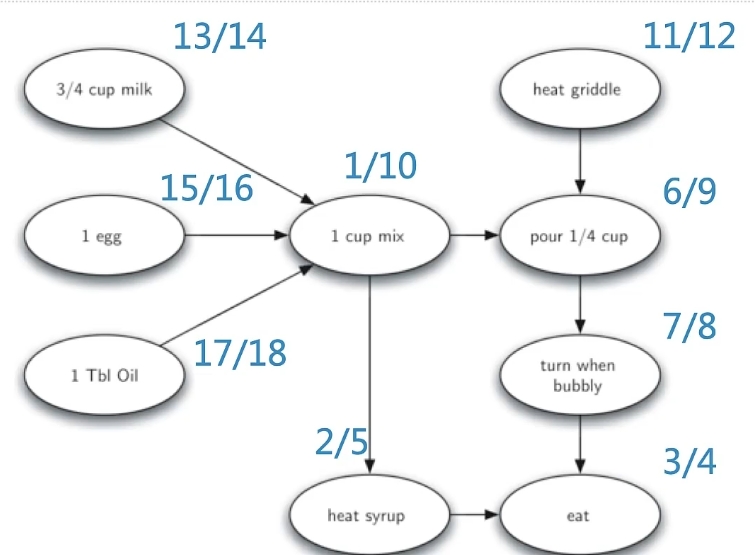 13/14
11/12
3/4 cup milk
heat griddle
1/10
15/16
6/9
1 egg
1 cup mix
pour 1/4 cup
7/8
17/18
1 Tbl Oil
turn when
bubbly
2/5
3/4
heat syrup
eat